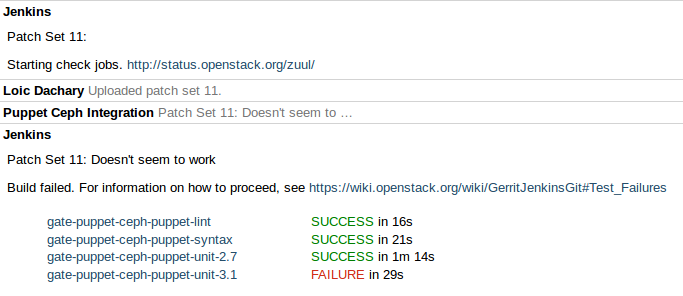 Jenkins
Patch Set 11:
Starting check jobs. http://status.openstack.org/zuul/
Loic Dachary Uploaded patch set 11.
Puppet Ceph Integration Patch Set 11: Doesn't seem to …
Jenkins
Patch Set 11: Doesn't seem to work
Build failed. For information on how to proceed, see https://wiki.openstack.org/wiki/GerritJenkinsGit#Test_Failures
gate-puppet-ceph-puppet-lint SUCCESS in 16s
gate-puppet-ceph-puppet-syntax SUCCESS in 21s
gate-puppet-ceph-puppet-unit-2.7 SUCCESS in 1m 14s
gate-puppet-ceph-puppet-unit-3.1 FAILURE in 29s